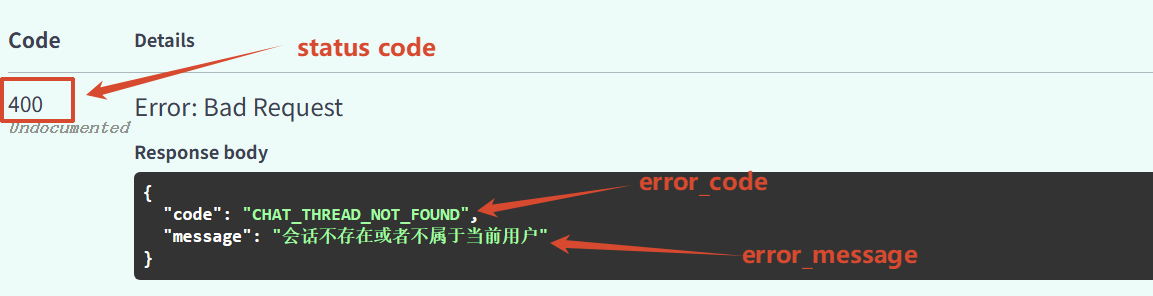 Code
Details
status code
400
Undocumented
Error: Bad Request
Response body
{
"code": "CHAT_THREAD_NOT_FOUND",
error_code
"message": "会话不存在或者不属于当前用户"
}
error_message